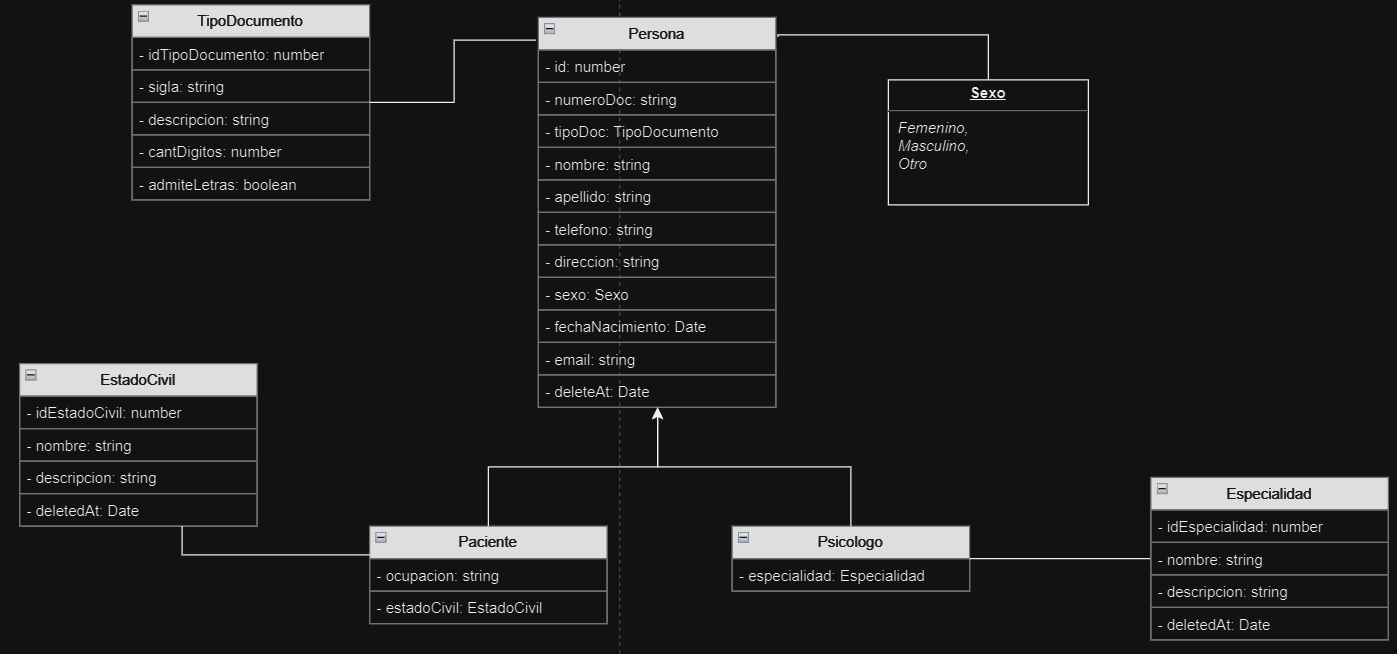 TipoDocumento
- idTipoDocumento: number
- sigla: string
- descripcion: string
- cantDigitos: number
- admiteLetras: boolean
Persona
- id: number
- numeroDoc: string
- tipoDoc: TipoDocumento
- nombre: string
- apellido: string
- telefono: string
- direccion: string
- sexo: Sexo
- fechaNacimiento: Date
- email: string
- deleteAt: Date
Sexo
Femenino,
Masculino,
Otro
EstadoCivil
- idEstadoCivil: number
- nombre: string
- descripcion: string
- deletedAt: Date
Paciente
- ocupacion: string
- estadoCivil: EstadoCivil
Psicologo
- especialidad: Especialidad
Especialidad
- idEspecialidad: number
- nombre: string
- descripcion: string
- deletedAt: Date